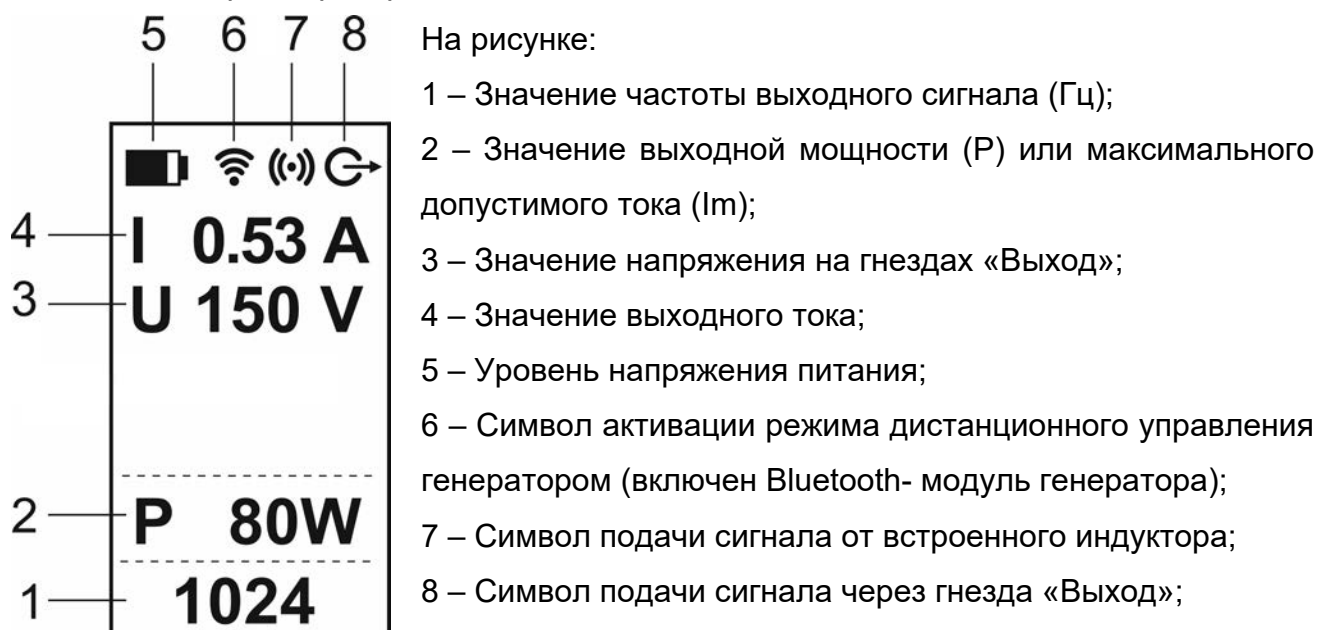 5 6 7 8
4
I 0.53 A
3
U 150 V
2
P 80W
1
1024
На рисунке:
1 – Значение частоты выходного сигнала (Гц);
2 – Значение выходной мощности (P) или максимального
допустимого тока (Im);
3 – Значение напряжения на гнездах «Выход»;
4 – Значение выходного тока;
5 – Уровень напряжения питания;
6 – Символ активации режима дистанционного управления
генератором (включен Bluetooth- модуль генератора);
7 – Символ подачи сигнала от встроенного индуктора;
8 – Символ подачи сигнала через гнезда «Выход»;